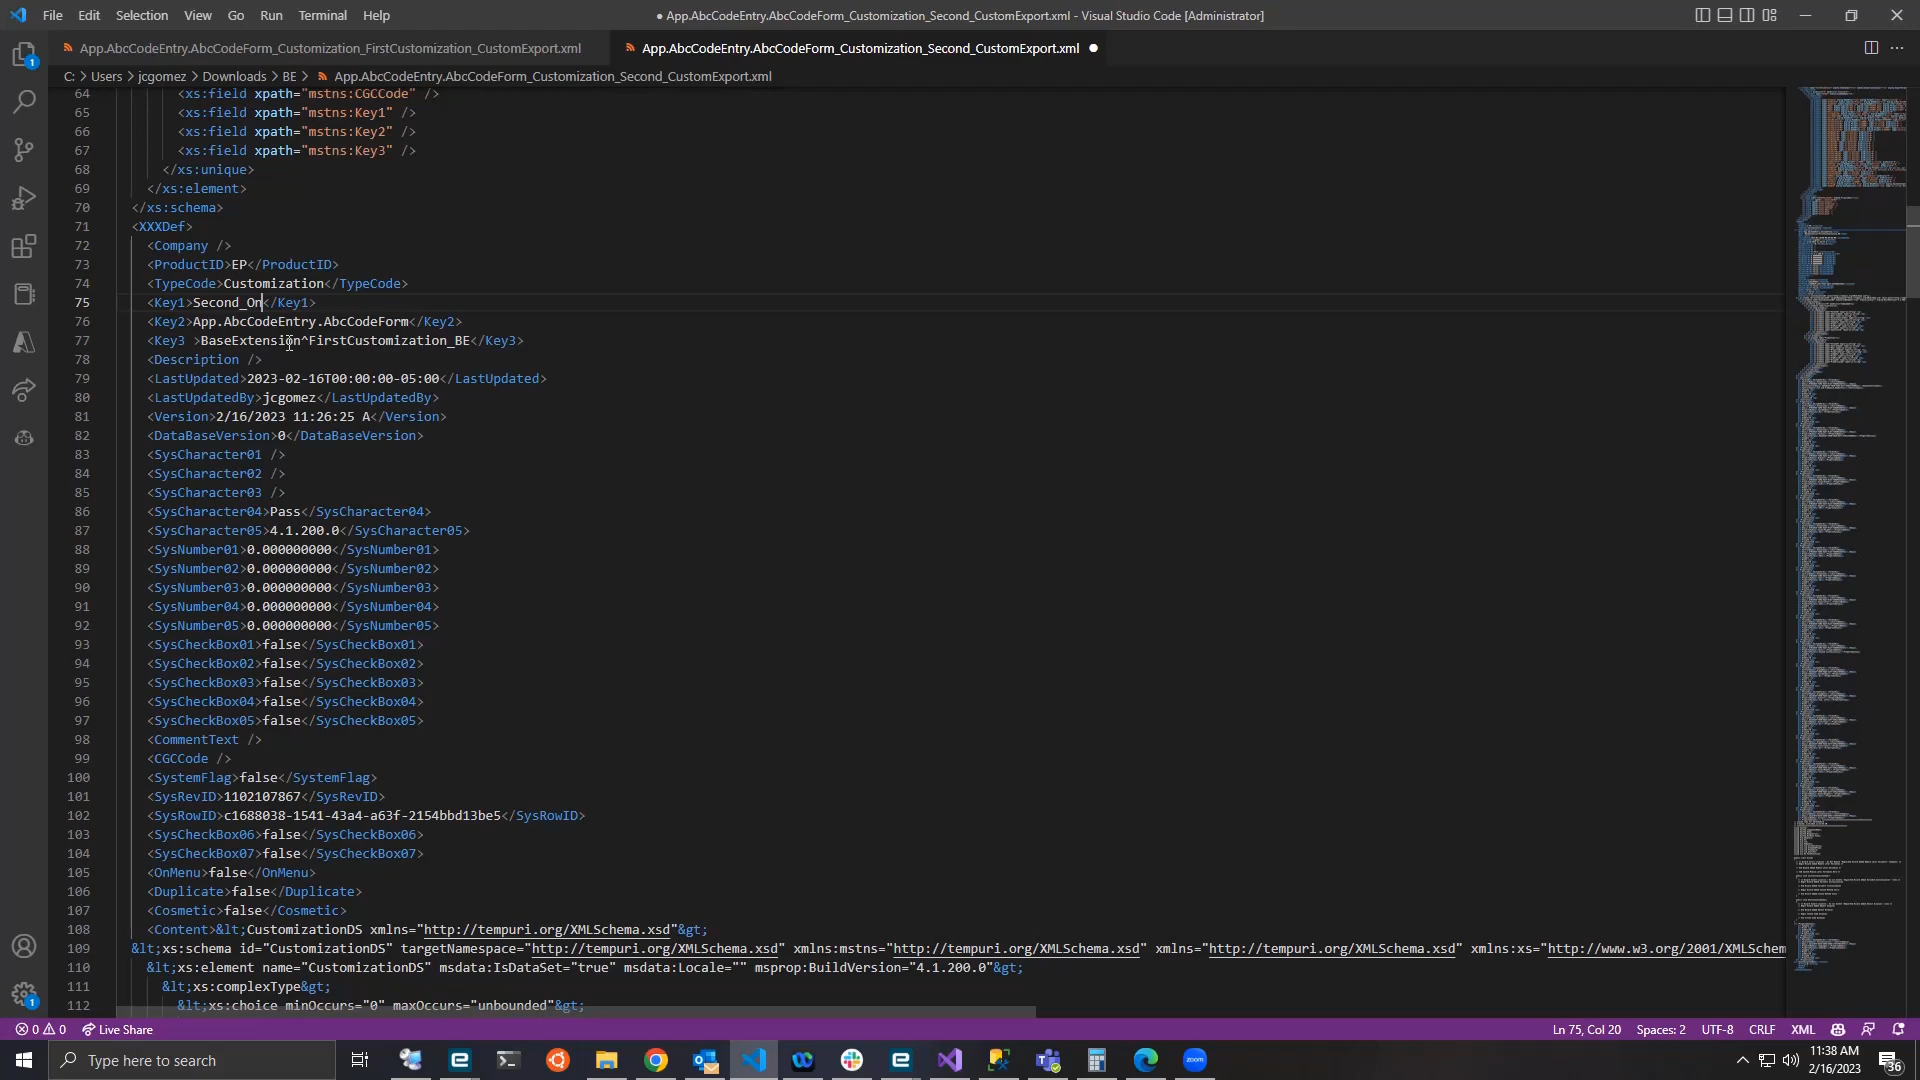 File Edit Selection View Go Run Terminal Help
● App.AbcCodeEntry.AbcCodeForm_Customization_Second_CustomExport.xml - Visual Studio Code [Administrator]
App.AbcCodeEntry.AbcCodeForm_Customization_FirstCustomization_CustomExport.xml
App.AbcCodeEntry.AbcCodeForm_Customization_Second_CustomExport.xml ●
C: > Users > jcgomez > Downloads > BE > App.AbcCodeEntry.AbcCodeForm_Customization_Second_CustomExport.xml
64 <xs:field xpath="mstns:CGCCode" />
65 <xs:field xpath="mstns:Key1" />
66 <xs:field xpath="mstns:Key2" />
67 <xs:field xpath="mstns:Key3" />
68 </xs:unique>
69 </xs:element>
70 </xs:schema>
71 <XXXDef>
72 <Company />
73 <ProductID>EP</ProductID>
74 <TypeCode>Customization</TypeCode>
75 <Key1>Second_On</Key1>
76 <Key2>App.AbcCodeEntry.AbcCodeForm</Key2>
77 <Key3 >BaseExtension^FirstCustomization_BE</Key3>
78 <Description />
79 <LastUpdated>2023-02-16T00:00:00-05:00</LastUpdated>
80 <LastUpdatedBy>jcgomez</LastUpdatedBy>
81 <Version>2/16/2023 11:26:25 A</Version>
82 <DataBaseVersion>0</DataBaseVersion>
83 <SysCharacter01 />
84 <SysCharacter02 />
85 <SysCharacter03 />
86 <SysCharacter04>Pass</SysCharacter04>
87 <SysCharacter05>4.1.200.0</SysCharacter05>
88 <SysNumber01>0.000000000</SysNumber01>
89 <SysNumber02>0.000000000</SysNumber02>
90 <SysNumber03>0.000000000</SysNumber03>
91 <SysNumber04>0.000000000</SysNumber04>
92 <SysNumber05>0.000000000</SysNumber05>
93 <SysCheckBox01>false</SysCheckBox01>
94 <SysCheckBox02>false</SysCheckBox02>
95 <SysCheckBox03>false</SysCheckBox03>
96 <SysCheckBox04>false</SysCheckBox04>
97 <SysCheckBox05>false</SysCheckBox05>
98 <CommentText />
99 <CGCCode />
100 <SystemFlag>false</SystemFlag>
101 <SysRevID>1102107867</SysRevID>
102 <SysRowID>c1688038-1541-43a4-a63f-2154bbd13be5</SysRowID>
103 <SysCheckBox06>false</SysCheckBox06>
104 <SysCheckBox07>false</SysCheckBox07>
105 <OnMenu>false</OnMenu>
106 <Duplicate>false</Duplicate>
107 <Cosmetic>false</Cosmetic>
108 <Content>&lt;CustomizationDS xmlns="http://tempuri.org/XMLSchema.xsd"&gt;
109 &lt;xs:schema id="CustomizationDS" targetNamespace="http://tempuri.org/XMLSchema.xsd" xmlns:mstns="http://tempuri.org/XMLSchema.xsd" xmlns="http://tempuri.org/XMLSchema.xsd" xmlns:xs="http://www.w3.org/2001/XMLSchem
110 &lt;xs:element name="CustomizationDS" msdata:IsDataSet="true" msdata:Locale="" msprop:BuildVersion="4.1.200.0"&gt;
111 &lt;xs:complexType&gt;
112 &lt;xs:choice minOccurs="0" maxOccurs="unbounded"&gt;
0 0 Live Share Ln 75, Col 20 Spaces: 2 UTF-8 CRLF XML
Type here to search
zoom
11:38 AM
2/16/2023
36